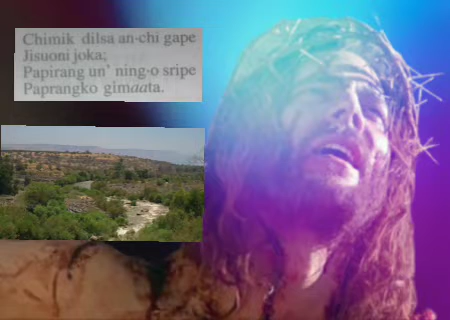 Chimik dilsa an·chi gape
Jisuoni joka;
Papirang un' ning·o sripe
Paprangko gimaata.